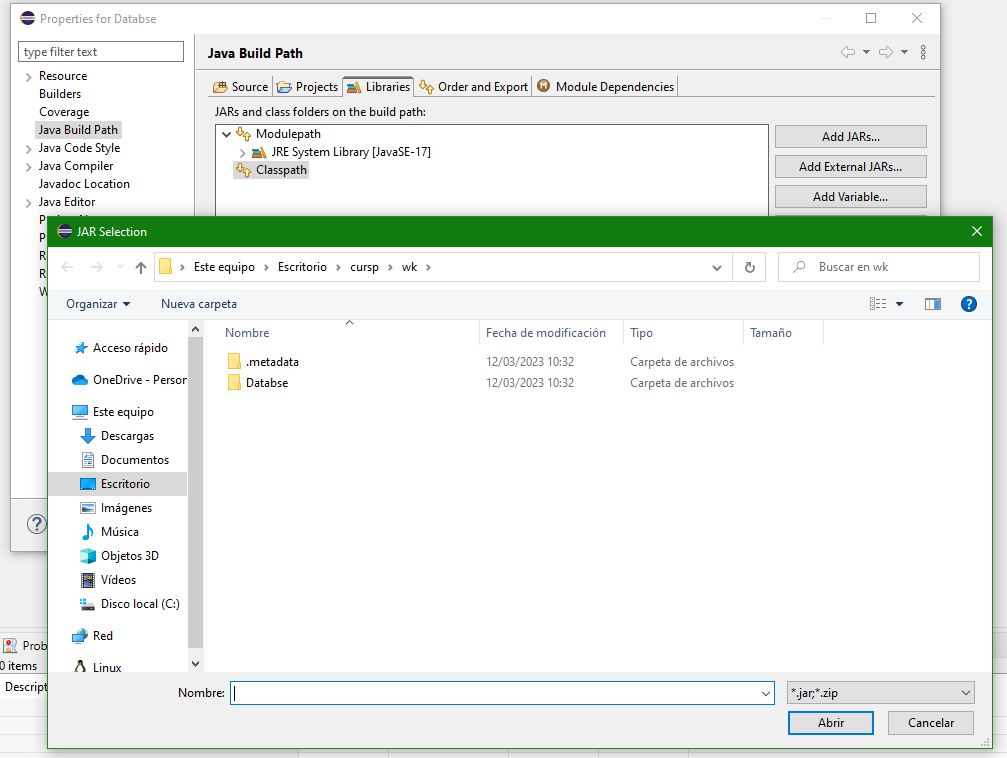 Properties for Databse
type filter text
Resource
Builders
Coverage
Java Build Path
Java Code Style
Java Compiler
Javadoc Location
Java Editor
Java Build Path
Source
Projects
Libraries
Order and Export
Module Dependencies
JARs and class folders on the build path:
Modulepath
JRE System Library [JavaSE-17]
Classpath
Add JARs...
Add External JARs...
Add Variable...
JAR Selection
Este equipo
Escritorio
cursp
wk
Buscar en wk
Organizar
Nueva carpeta
Acceso rápido
OneDrive - Person
Este equipo
Descargas
Documentos
Escritorio
Imágenes
Música
Objetos 3D
Vídeos
Disco local (C:)
Red
Linux
Nombre Fecha de modificación Tipo Tamaño
.metadata 12/03/2023 10:32 Carpeta de archivos
Databse 12/03/2023 10:32 Carpeta de archivos
Prob
0 items
Descript
Nombre:
*.jar;*.zip
Abrir
Cancelar